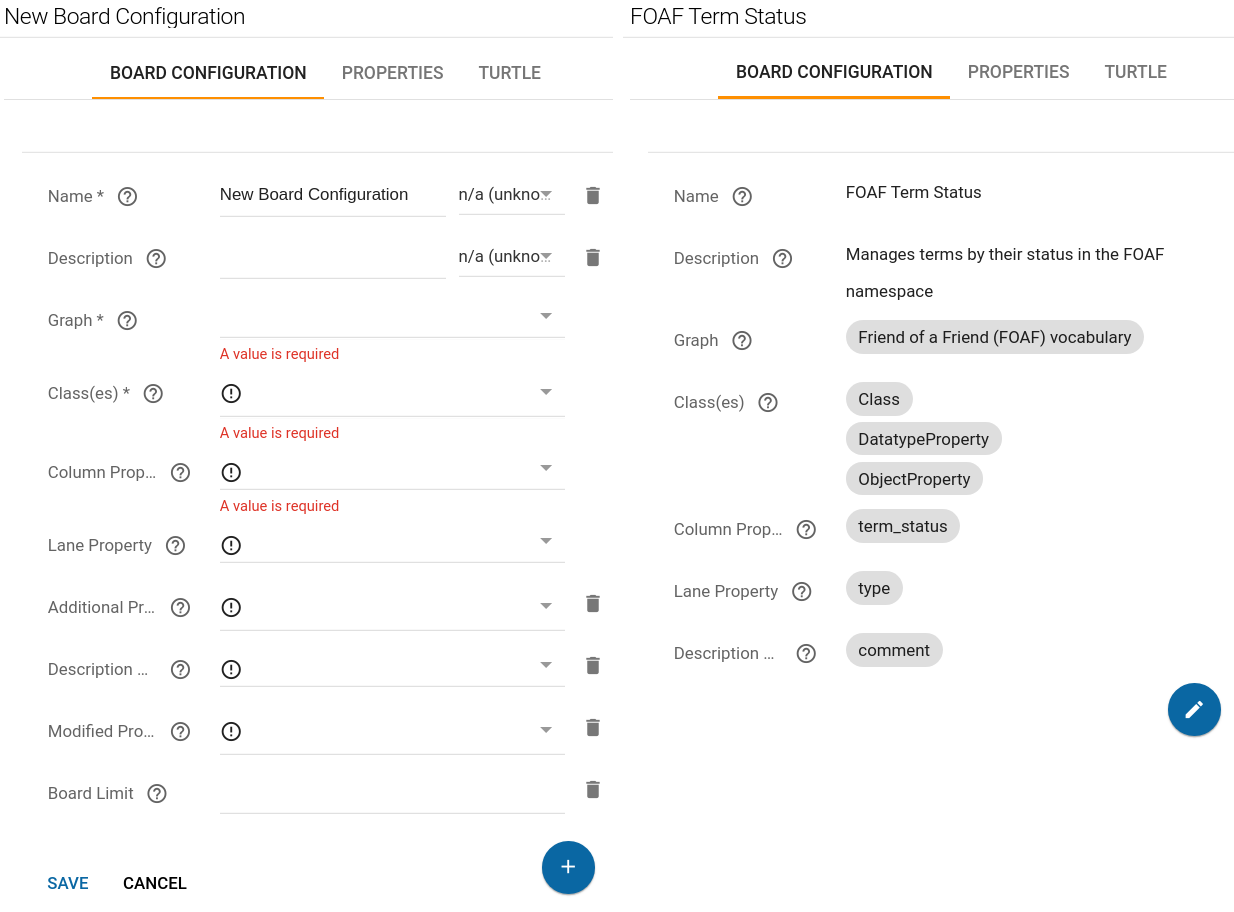 New Board Configuration
BOARD CONFIGURATION PROPERTIES TURTLE
Name * New Board Configuration n/a (unkno...
Description n/a (unkno...
Graph *
A value is required
Class(es) *
A value is required
Column Prop...
A value is required
Lane Property
Additional Pr...
Description ...
Modified Pro...
Board Limit
SAVE CANCEL
FOAF Term Status
BOARD CONFIGURATION PROPERTIES TURTLE
Name FOAF Term Status
Description Manages terms by their status in the FOAF
namespace
Graph Friend of a Friend (FOAF) vocabulary
Class(es) Class
DatatypeProperty
ObjectProperty
Column Prop... term_status
Lane Property type
Description ... comment